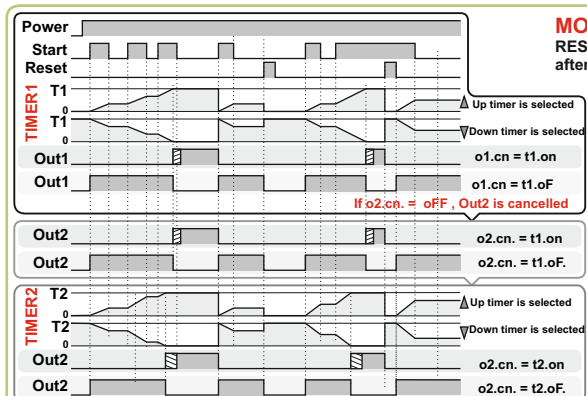 Power
MO
Start
RES
after
Reset
TIMER1
T1
0
Up timer is selected
T1
0
Down timer is selected
Out1
o1.cn = t1.on
Out1
o1.cn = t1.oF
If o2.cn. = oFF , Out2 is cancelled
Out2
o2.cn. = t1.on
Out2
o2.cn. = t1.oF.
TIMER2
T2
0
Up timer is selected
T2
0
Down timer is selected
Out2
o2.cn. = t2.on
Out2
o2.cn. = t2.oF.